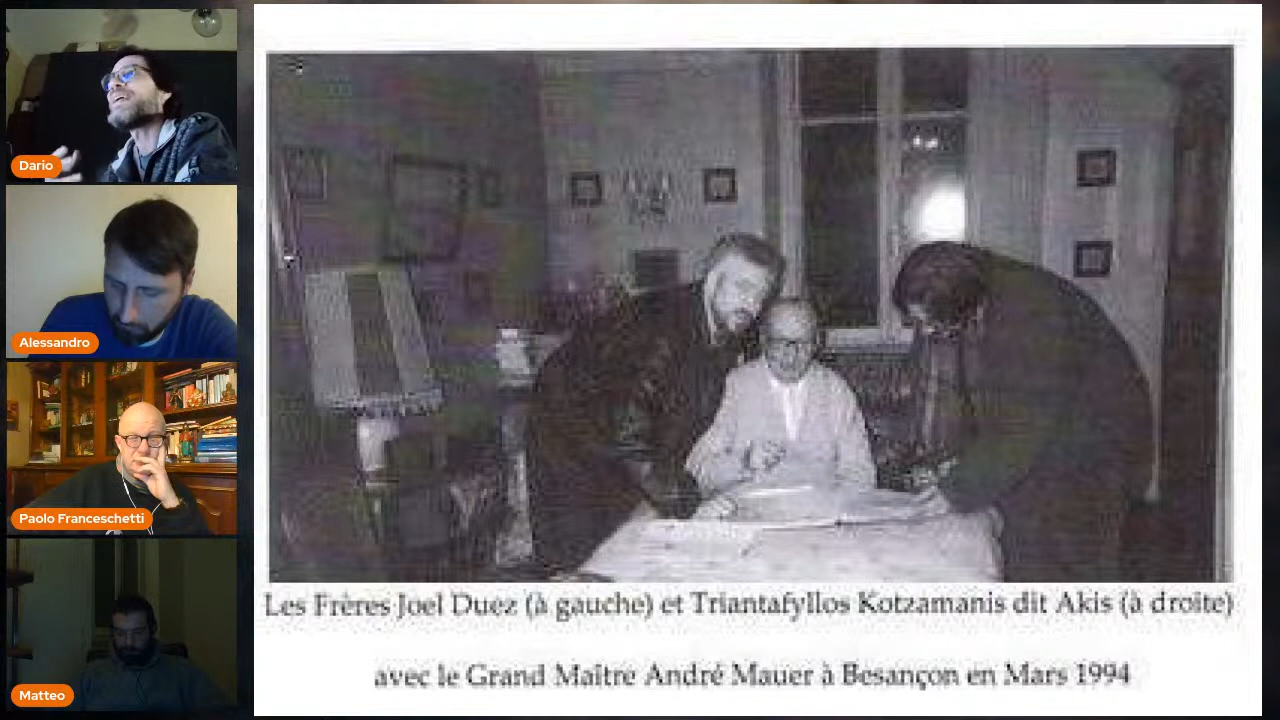 Dario
Alessandro
Paolo Franceschetti
Matteo
Les Frères Joel Duez (à gauche) et Triantafyllos Kotzamanis dit Akis (à droite)
avec le Grand Maître André Mauer à Besançon en Mars 1994